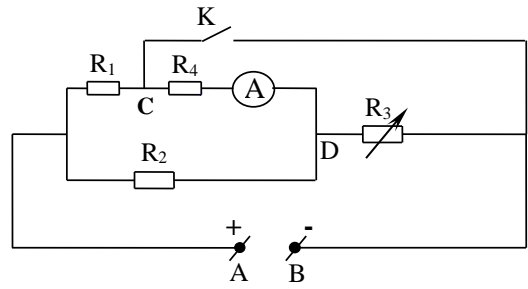 K
R₁ R₄ A R₃
C
R₂ D
+ -
A B